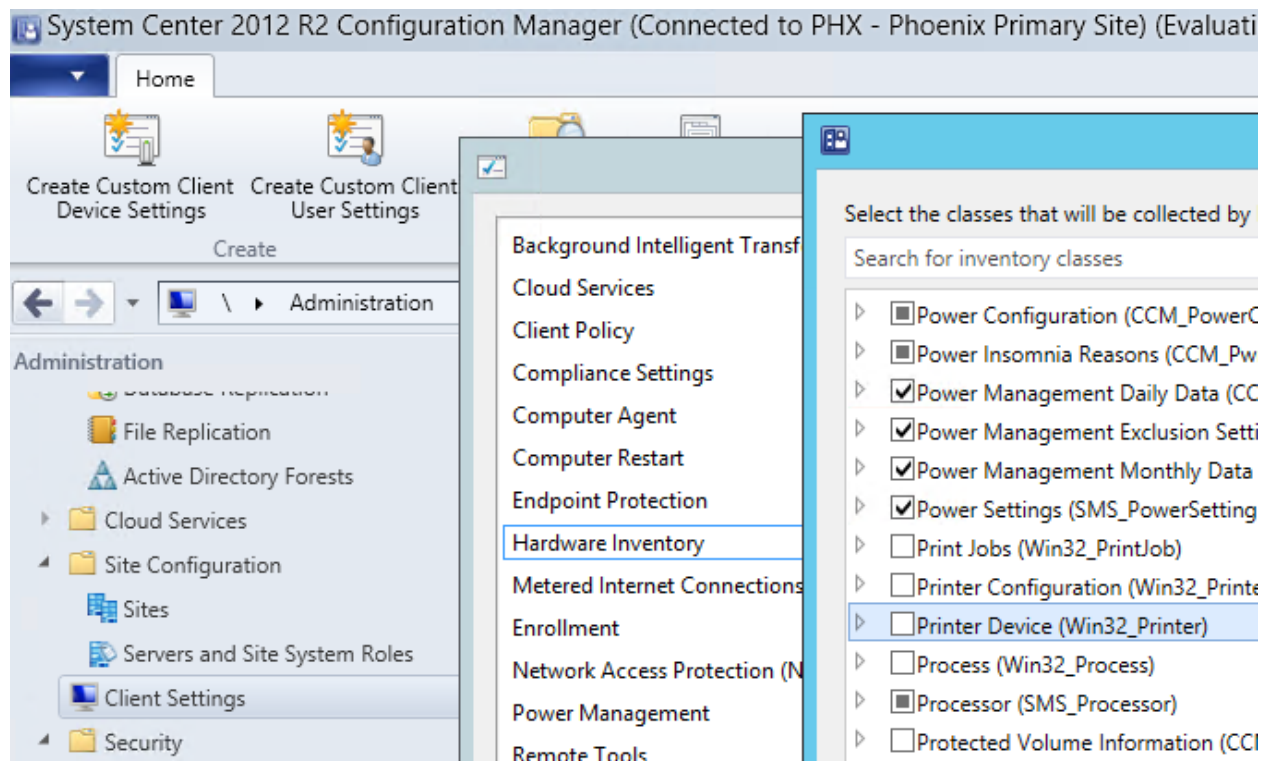 System Center 2012 R2 Configuration Manager (Connected to PHX - Phoenix Primary Site) (Evaluati
Home
Create Custom Client
Device Settings
Create Custom Client
User Settings
Create
\ Administration
Administration
Database Replication
File Replication
Active Directory Forests
Cloud Services
Site Configuration
Sites
Servers and Site System Roles
Client Settings
Security
Background Intelligent Transf
Cloud Services
Client Policy
Compliance Settings
Computer Agent
Computer Restart
Endpoint Protection
Hardware Inventory
Metered Internet Connections
Enrollment
Network Access Protection (N
Power Management
Remote Tools
Select the classes that will be collected by
Search for inventory classes
Power Configuration (CCM_PowerC
Power Insomnia Reasons (CCM_Pw
Power Management Daily Data (CC
Power Management Exclusion Setti
Power Management Monthly Data
Power Settings (SMS_PowerSetting
Print Jobs (Win32_PrintJob)
Printer Configuration (Win32_Printe
Printer Device (Win32_Printer)
Process (Win32_Process)
Processor (SMS_Processor)
Protected Volume Information (CCM